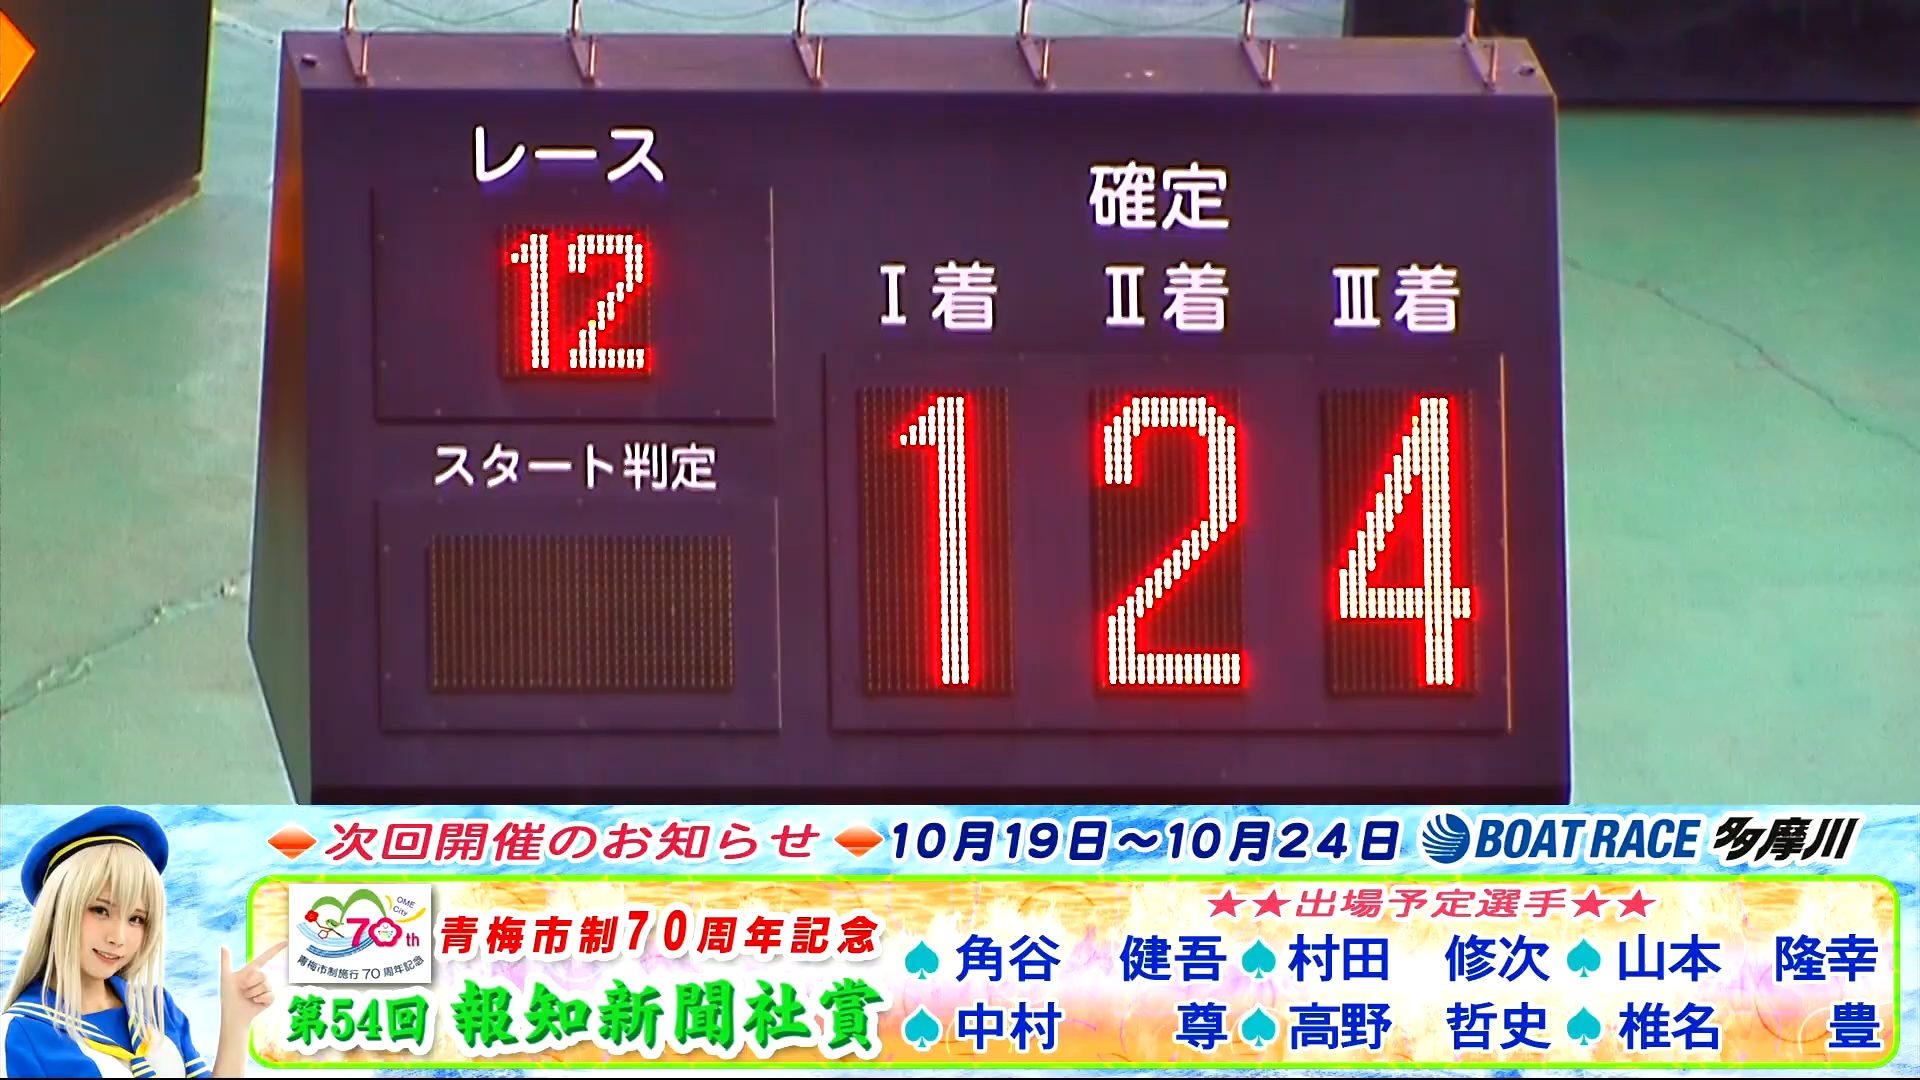 レース
12
確定
Ⅰ着 Ⅱ着 Ⅲ着
1 2 4
スタート判定
次回開催のお知らせ 10月19日～10月24日 BOAT RACE 多摩川
OME City
70th
青梅市制施行70周年記念
青梅市制70周年記念
第54回 報知新聞社賞
★★出場予定選手★★
♠角谷 健吾♠村田 修次♠山本 隆幸
♠中村 尊♠高野 哲史♠椎名 豊